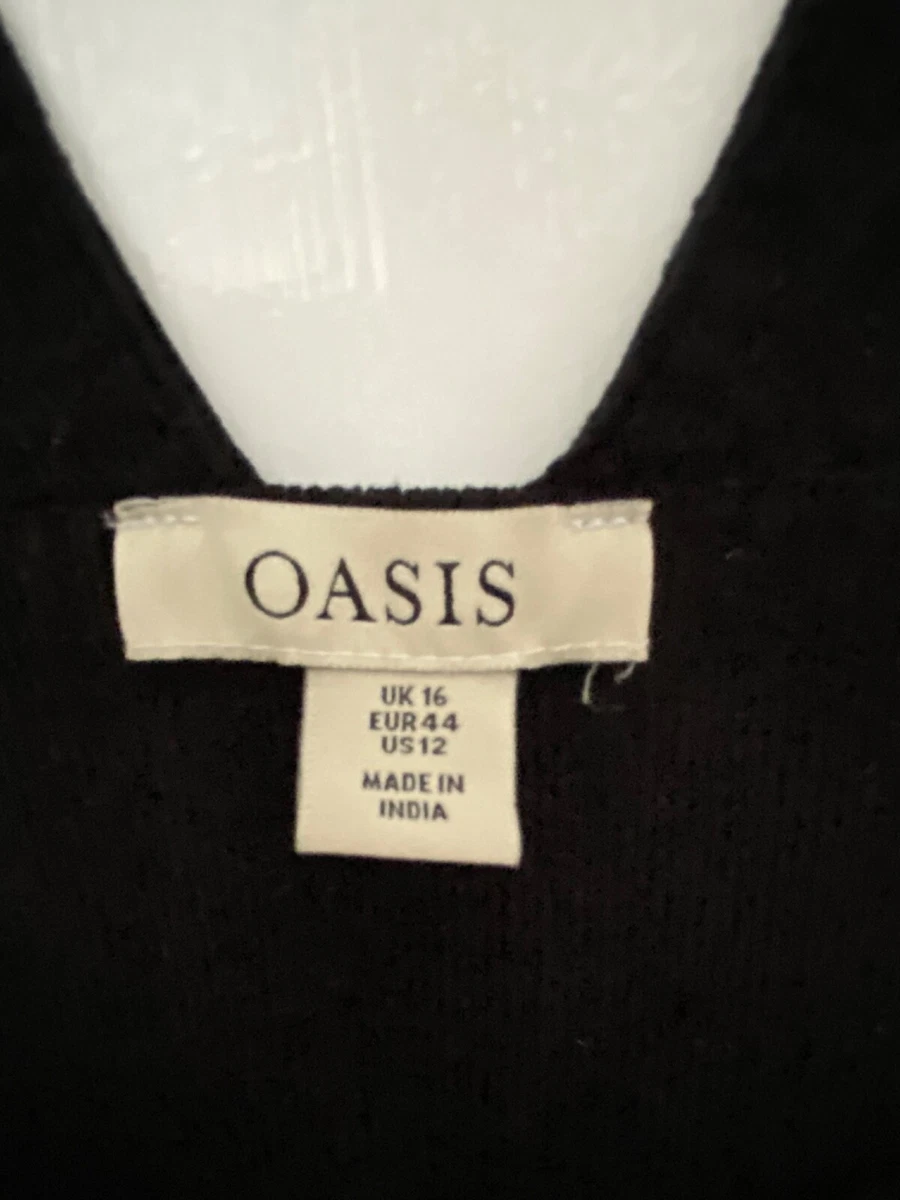 OASIS
UK 16
EUR 44
US 12
MADE IN
INDIA